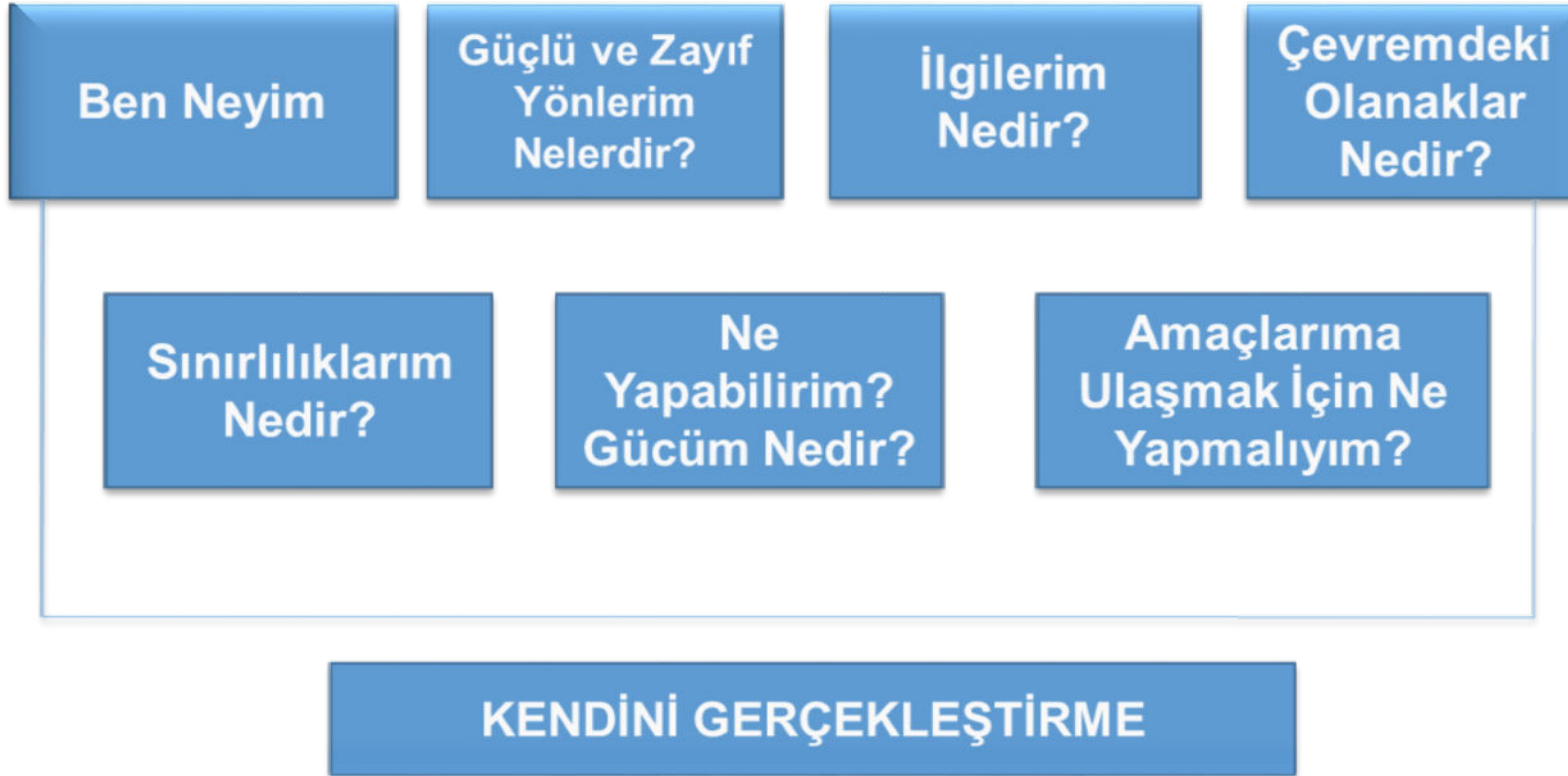 Ben Neyim
Güçlü ve Zayıf
Yönlerim
Nelerdir?
İlgilerim
Nedir?
Çevremdeki
Olanaklar
Nedir?
Sınırlılıklarım
Nedir?
Ne
Yapabilirim?
Gücüm Nedir?
Amaçlarıma
Ulaşmak İçin Ne
Yapmalıyım?
KENDİNİ GERÇEKLEŞTİRME